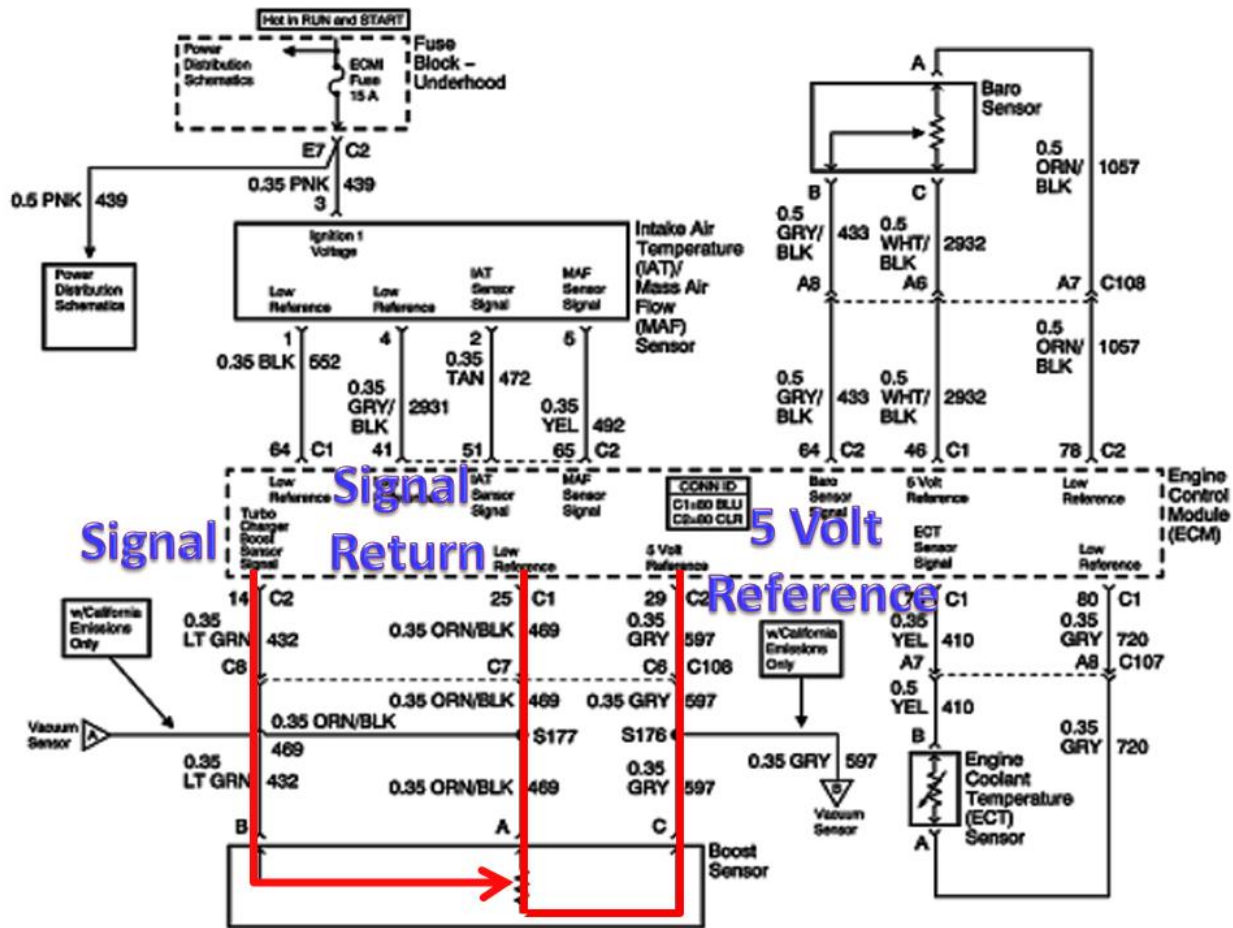 Hot in RUN and START
Power
Distribution
Schematics
ECMI
Fuse
15 A
Fuse
Block –
Underhood
E7
C2
0.5 PNK
439
0.35 PNK
439
3
Power
Distribution
Schematics
Ignition 1
Voltage
Low
Reference
Low
Reference
IAT
Sensor
Signal
MAF
Sensor
Signal
Intake Air
Temperature
(IAT)/
Mass Air
Flow
(MAF)
Sensor
1
4
2
5
0.35 BLK
552
0.35
GRY/
BLK
2931
0.35
TAN
472
0.35
YEL
492
64
C1
41
51
65
C2
A
Baro
Sensor
B
C
0.5
GRY/
BLK
433
0.5
WHT/
BLK
2932
0.5
ORN/
BLK
1057
A8
A6
A7
C108
0.5
GRY/
BLK
433
0.5
WHT/
BLK
2932
0.5
ORN/
BLK
1057
64
C2
46
C1
78
C2
Low
Reference
IAT
Sensor
Signal
MAF
Sensor
Signal
CONN ID
C1=80 BLU
C2=80 CLR
Baro
Sensor
5 Volt
Reference
Low
Reference
Engine
Control
Module
(ECM)
Signal
Signal
Return
5 Volt
Reference
Turbo
Charger
Boost
Sensor
Signal
Low
Reference
5 Volt
Reference
ECT
Sensor
Signal
Low
Reference
14
C2
25
C1
29
C2
C1
80
C1
w/California
Emissions
Only
0.35
LT GRN
432
0.35 ORN/BLK
469
0.35
GRY
597
w/California
Emissions
Only
0.35
YEL
410
0.35
GRY
720
C8
C7
C6
C108
A7
A8
C107
0.35 ORN/BLK
469
0.35 GRY
597
0.5
YEL
410
Vacuum
Sensor
A
0.35 ORN/BLK
469
S177
S176
0.35 GRY
597
B
Vacuum
Sensor
0.35
LT GRN
432
0.35 ORN/BLK
469
0.35
GRY
597
0.35
GRY
720
B
A
C
Boost
Sensor
B
Engine
Coolant
Temperature
(ECT)
Sensor
A